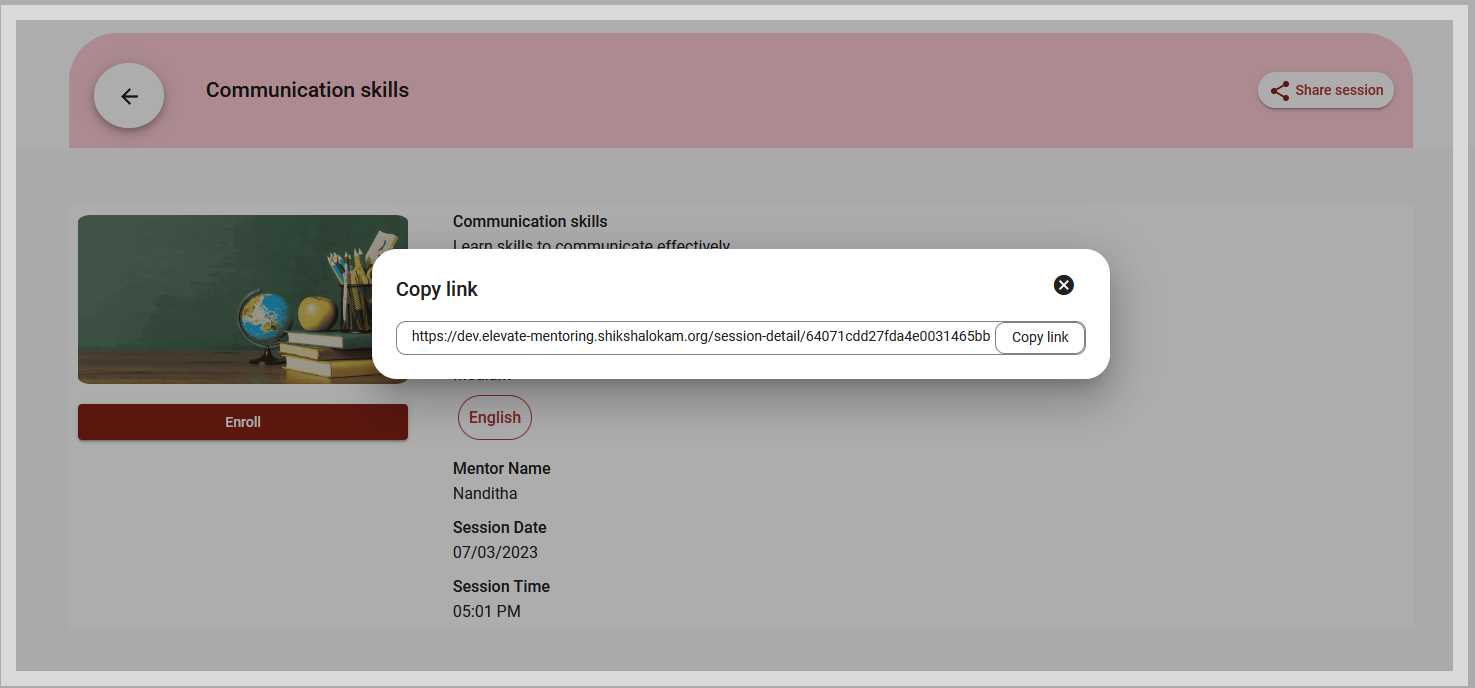 Communication skills
Share session
Communication skills
Learn skills to communicate effectively
Copy link
https://dev.elevate-mentoring.shikshalokam.org/session-detail/64071cdd27fda4e0031465bb
Copy link
Medium
English
Enroll
Mentor Name
Nanditha
Session Date
07/03/2023
Session Time
05:01 PM